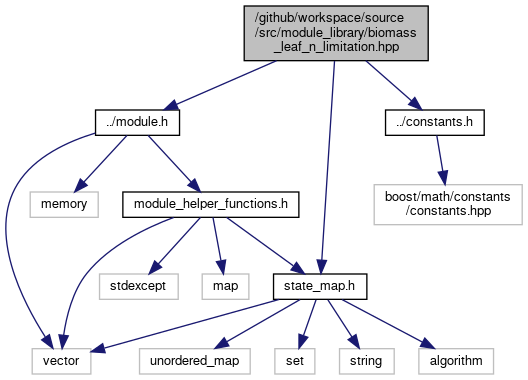 /github/workspace/source
/src/module_library/biomass
_leaf_n_limitation.hpp
../module.h
../constants.h
memory
module_helper_functions.h
boost/math/constants
/constants.hpp
stdexcept
map
state_map.h
vector
unordered_map
set
string
algorithm